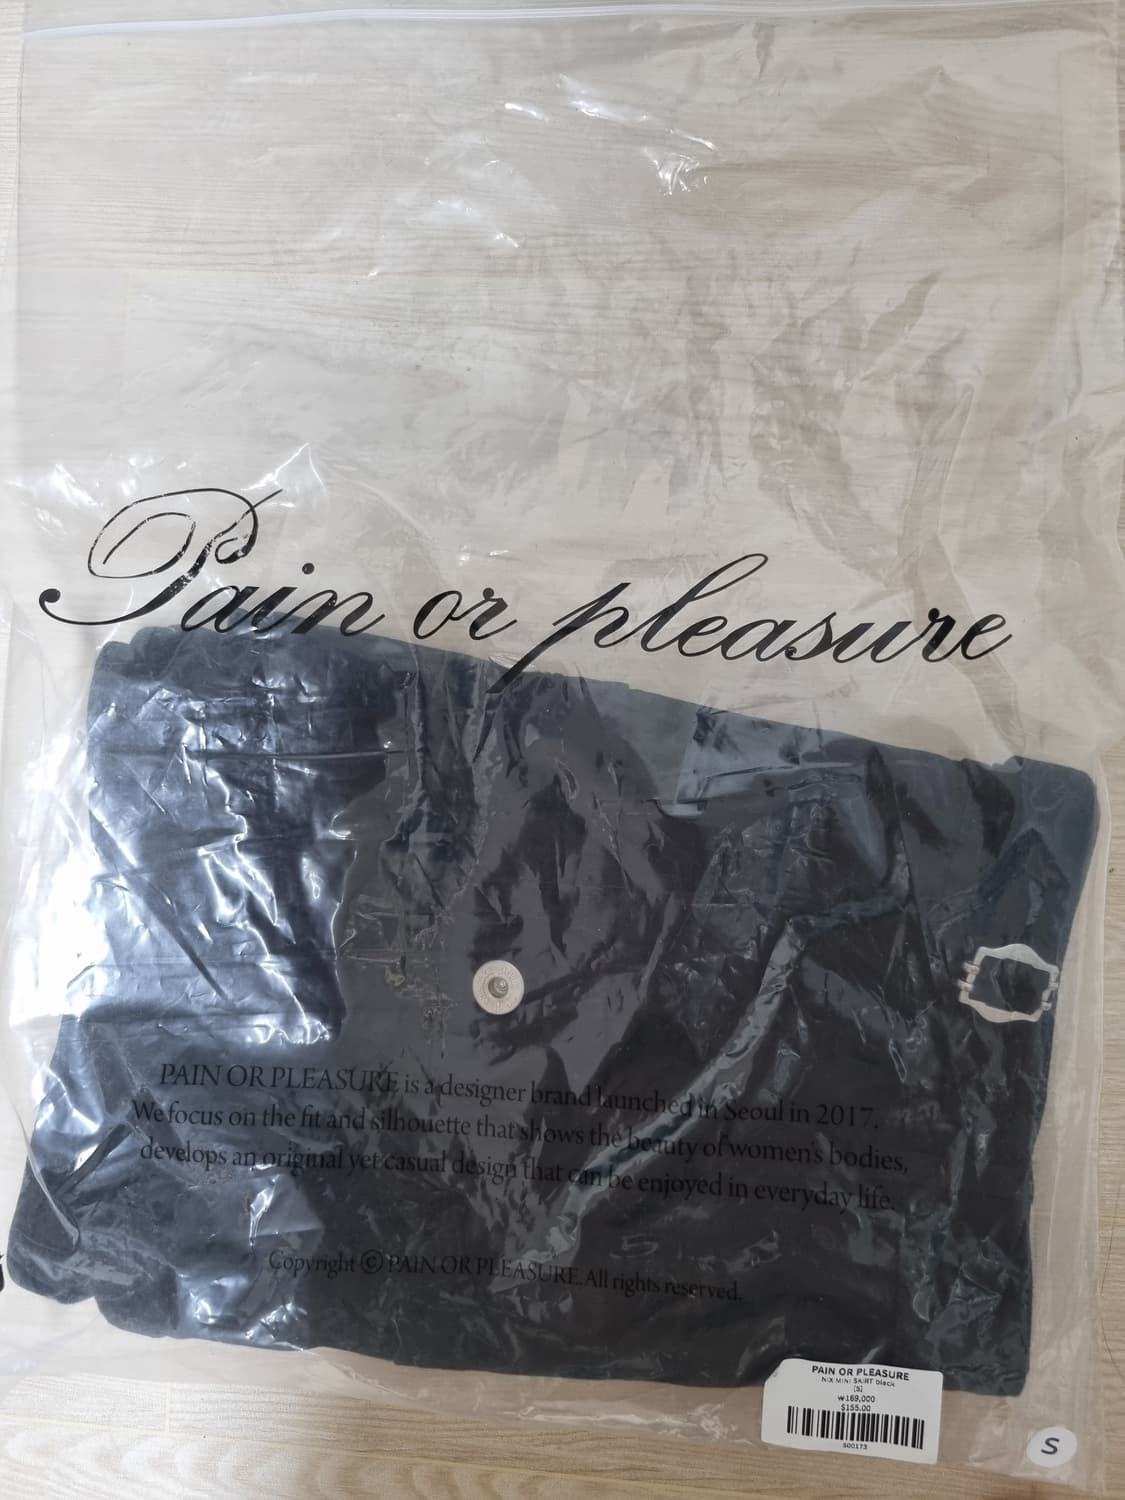 Pain or pleasure
PAIN OR PLEASURE is a designer brand launched in Seoul in 2017.
We focus on the fit and silhouette that shows the beauty of women's bodies,
develops an original yet casual design that can be enjoyed in everyday life.
Copyright © PAIN OR PLEASURE. All rights reserved.
PAIN OR PLEASURE
NIX MINI SKIRT black
[S]
₩169,000
$155.00
S00173
S